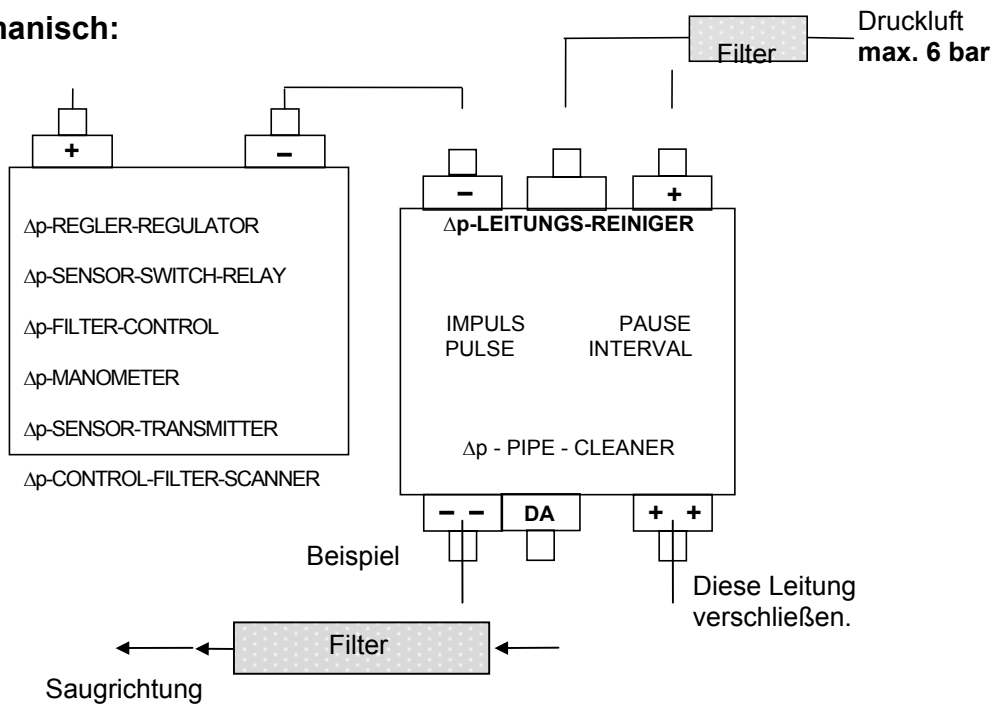 manisch:
Druckluft
max. 6 bar
Filter
+
−
−
+
Δp-REGLER-REGULATOR
Δp-SENSOR-SWITCH-RELAY
Δp-FILTER-CONTROL
Δp-MANOMETER
Δp-SENSOR-TRANSMITTER
Δp-CONTROL-FILTER-SCANNER
Δp-LEITUNGS-REINIGER
IMPULS PAUSE
PULSE INTERVAL
Δp - PIPE - CLEANER
− − DA + +
Beispiel
Diese Leitung
verschließen.
Filter
Saugrichtung